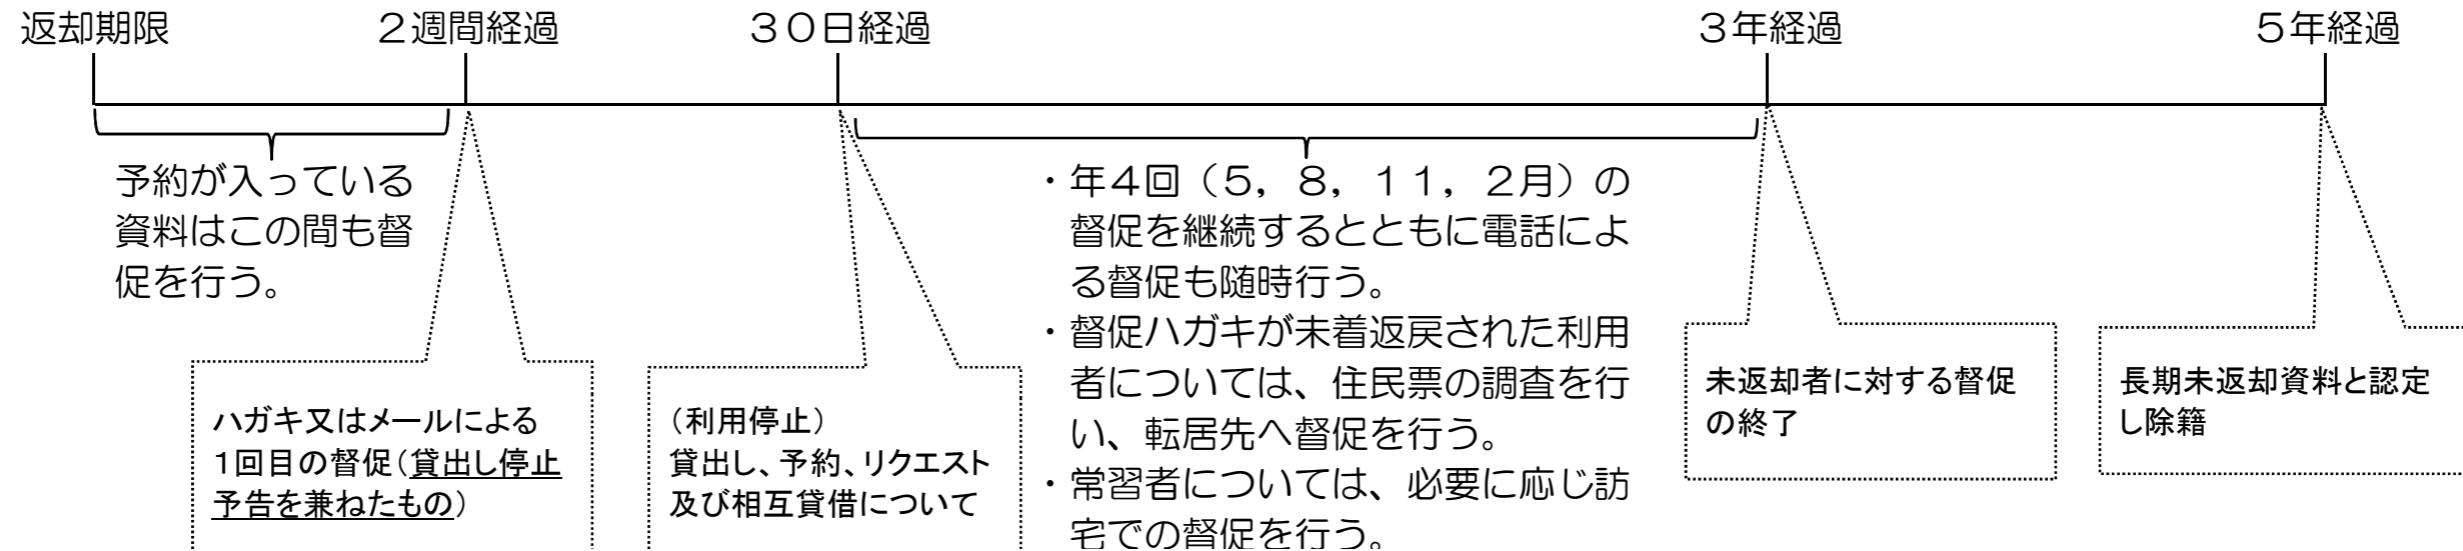 返却期限
２週間経過
３０日経過
３年経過
５年経過
予約が入っている
資料はこの間も督
促を行う。
ハガキ又はメールによる
１回目の督促（貸出し停止
予告を兼ねたもの）
（利用停止）
貸出し、予約、リクエスト
及び相互貸借について
・年４回（５，８，１１，２月）の
督促を継続するとともに電話によ
る督促も随時行う。
・督促ハガキが未着返戻された利用
者については、住民票の調査を行
い、転居先へ督促を行う。
・常習者については、必要に応じ訪
宅での督促を行う。
未返却者に対する督促
の終了
長期未返却資料と認定
し除籍